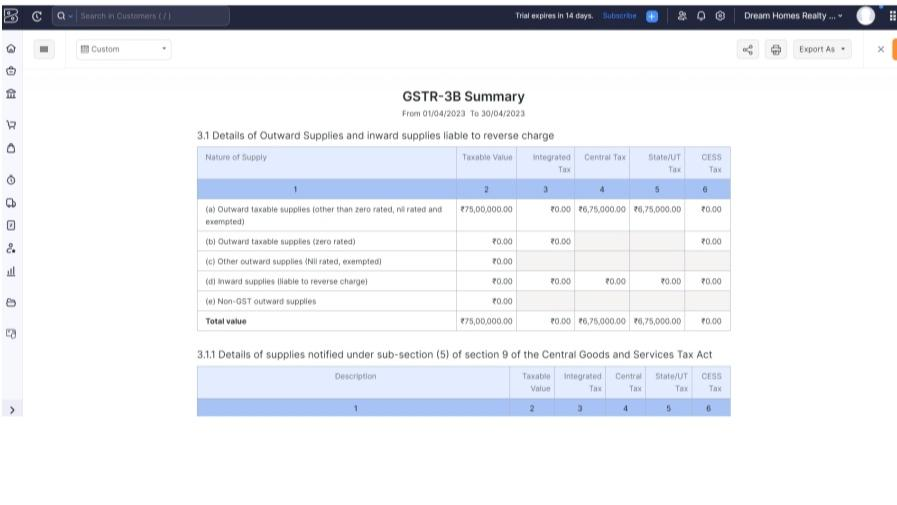 Search in Customers ( / )
Trial expires in 14 days. Subscribe
Dream Homes Realty ...
Custom
Export As
GSTR-3B Summary
From 01/04/2023 To 30/04/2023
3.1 Details of Outward Supplies and inward supplies liable to reverse charge
Nature of Supply Taxable Value Integrated Tax Central Tax State/UT Tax CESS Tax
1 2 3 4 5 6
(a) Outward taxable supplies (other than zero rated, nil rated and exempted) ₹75,00,000.00 ₹0.00 ₹6,75,000.00 ₹6,75,000.00 ₹0.00
(b) Outward taxable supplies (zero rated) ₹0.00 ₹0.00 ₹0.00
(c) Other outward supplies (Nil rated, exempted) ₹0.00
(d) Inward supplies (liable to reverse charge) ₹0.00 ₹0.00 ₹0.00 ₹0.00 ₹0.00
(e) Non-GST outward supplies ₹0.00
Total value ₹75,00,000.00 ₹0.00 ₹6,75,000.00 ₹6,75,000.00 ₹0.00
3.1.1 Details of supplies notified under sub-section (5) of section 9 of the Central Goods and Services Tax Act
Description Taxable Value Integrated Tax Central Tax State/UT Tax CESS Tax
1 2 3 4 5 6